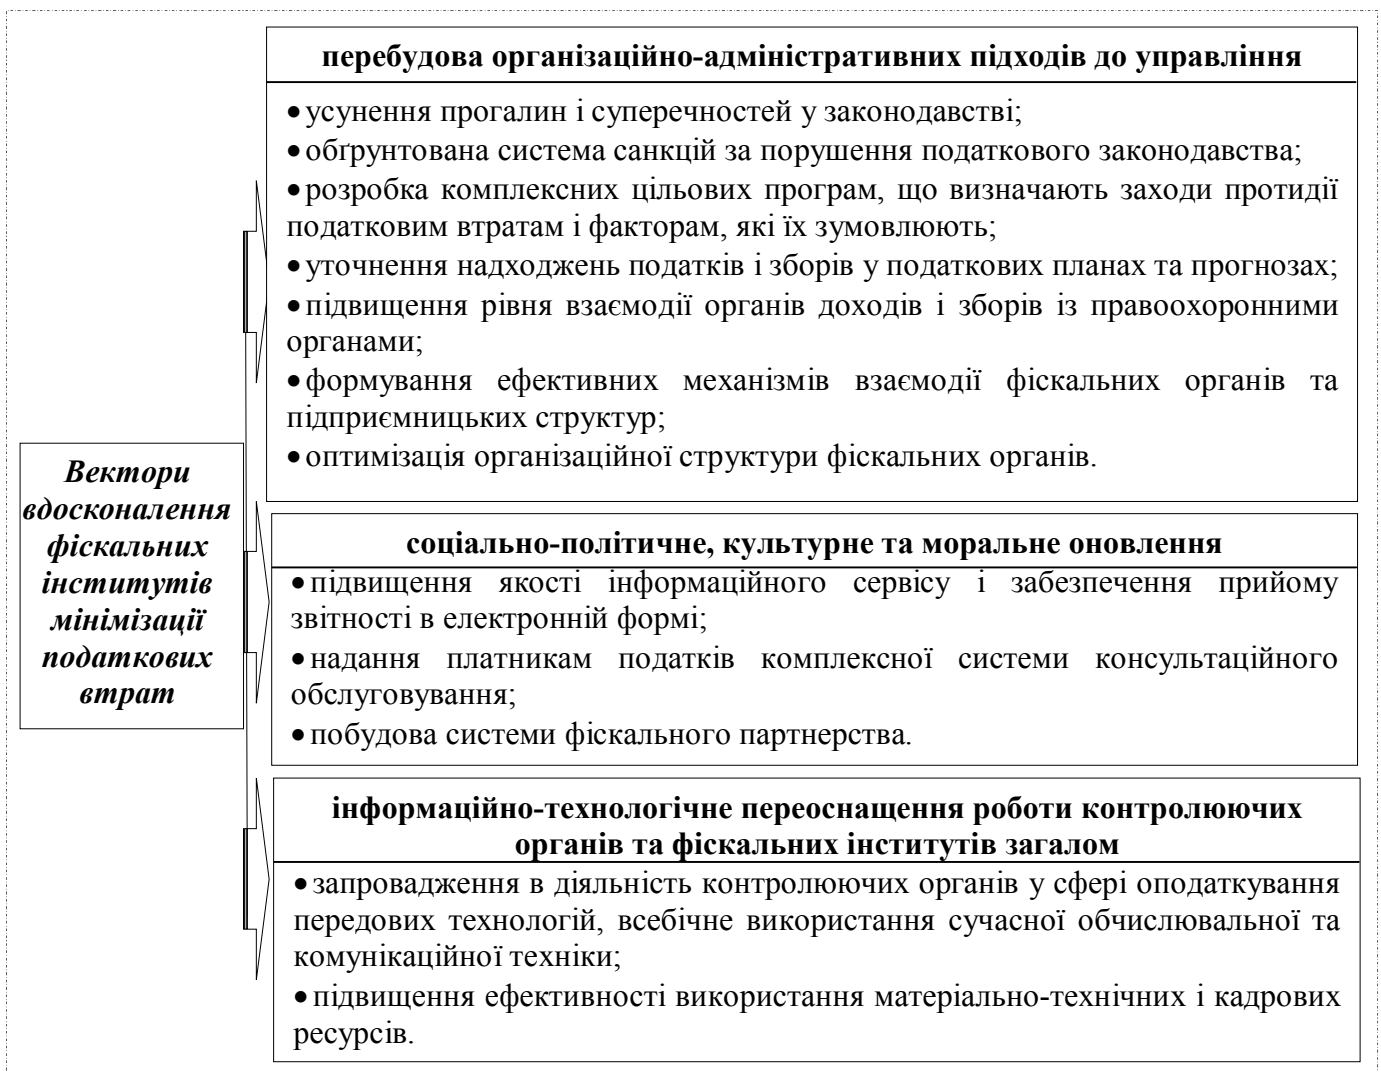 перебудова організаційно-адміністративних підходів до управління
• усунення прогалин і суперечностей у законодавстві;
• обґрунтована система санкцій за порушення податкового законодавства;
• розробка комплексних цільових програм, що визначають заходи протидії
податковим втратам і факторам, які їх зумовлюють;
• уточнення надходжень податків і зборів у податкових планах та прогнозах;
• підвищення рівня взаємодії органів доходів і зборів із правоохоронними
органами;
• формування ефективних механізмів взаємодії фіскальних органів та
підприємницьких структур;
• оптимізація організаційної структури фіскальних органів.
Вектори
вдосконалення
фіскальних
інститутів
мінімізації
податкових
втрат
соціально-політичне, культурне та моральне оновлення
• підвищення якості інформаційного сервісу і забезпечення прийому
звітності в електронній формі;
• надання платникам податків комплексної системи консультаційного
обслуговування;
• побудова системи фіскального партнерства.
інформаційно-технологічне переоснащення роботи контролюючих
органів та фіскальних інститутів загалом
• запровадження в діяльність контролюючих органів у сфері оподаткування
передових технологій, всебічне використання сучасної обчислювальної та
комунікаційної техніки;
• підвищення ефективності використання матеріально-технічних і кадрових
ресурсів.